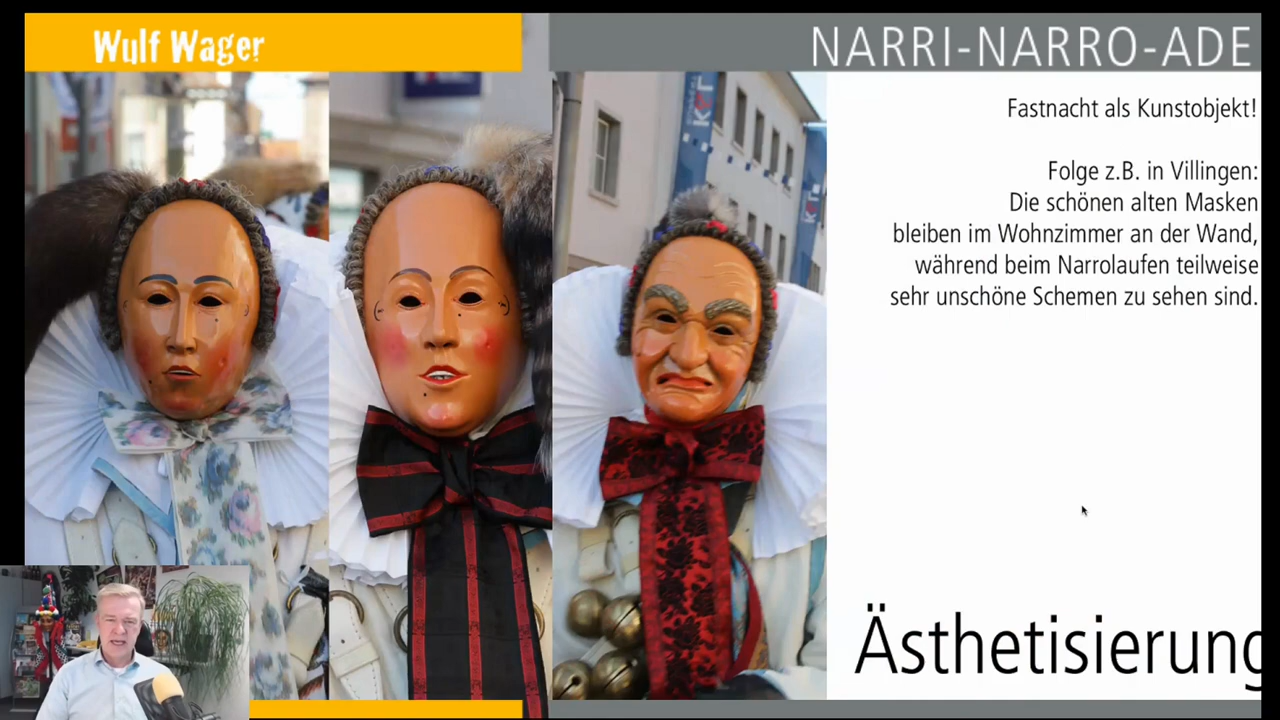 Wulf Wager
NARRI-NARRO-ADE
Fastnacht als Kunstobjekt!
Folge z.B. in Villingen:
Die schönen alten Masken
bleiben im Wohnzimmer an der Wand,
während beim Narrolaufen teilweise
sehr unschöne Schemen zu sehen sind.
Ästhetisierung